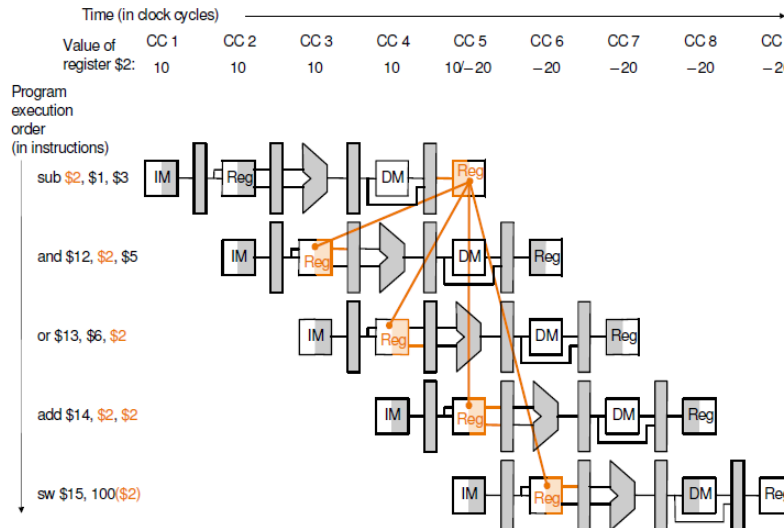 Time (in clock cycles)
Value of register $2:
CC 1 CC 2 CC 3 CC 4 CC 5 CC 6 CC 7 CC 8 CC
10 10 10 10 10/−20 −20 −20 −20 −20
Program
execution
order
(in instructions)
sub $2, $1, $3
IM Reg DM Reg
and $12, $2, $5
IM Reg DM Reg
or $13, $6, $2
IM Reg DM Reg
add $14, $2, $2
IM Reg DM Reg
sw $15, 100($2)
IM Reg DM Reg